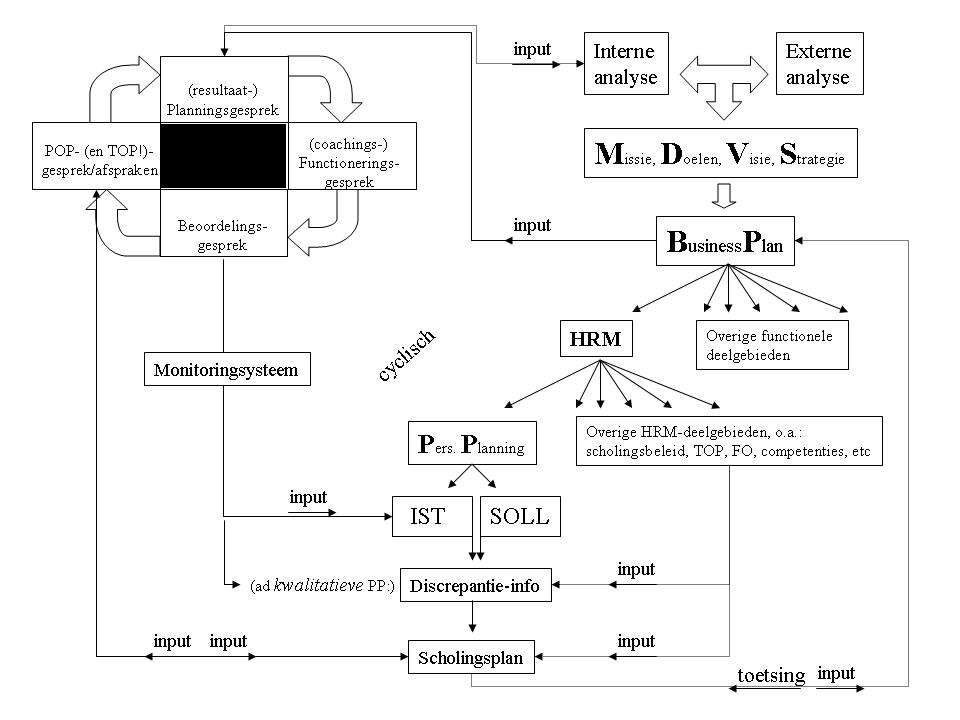 input
Interne
analyse
Externe
analyse
(resultaat-)
Planningsgesprek
POP- (en TOP!)-
gesprek/afspraken
(coachings-)
Functionerings-
gesprek
Beoordelings-
gesprek
Missie, Doelen, Visie, Strategie
input
BusinessPlan
HRM
Overige functionele
deelgebieden
cyclisch
Monitoringsysteem
Pers. Planning
Overige HRM-deelgebieden, o.a.:
scholingsbeleid, TOP, FO, competenties, etc
input
IST
SOLL
(ad kwalitatieve PP:)
Discrepantie-info
input
input
input
Scholingsplan
input
toetsing
input